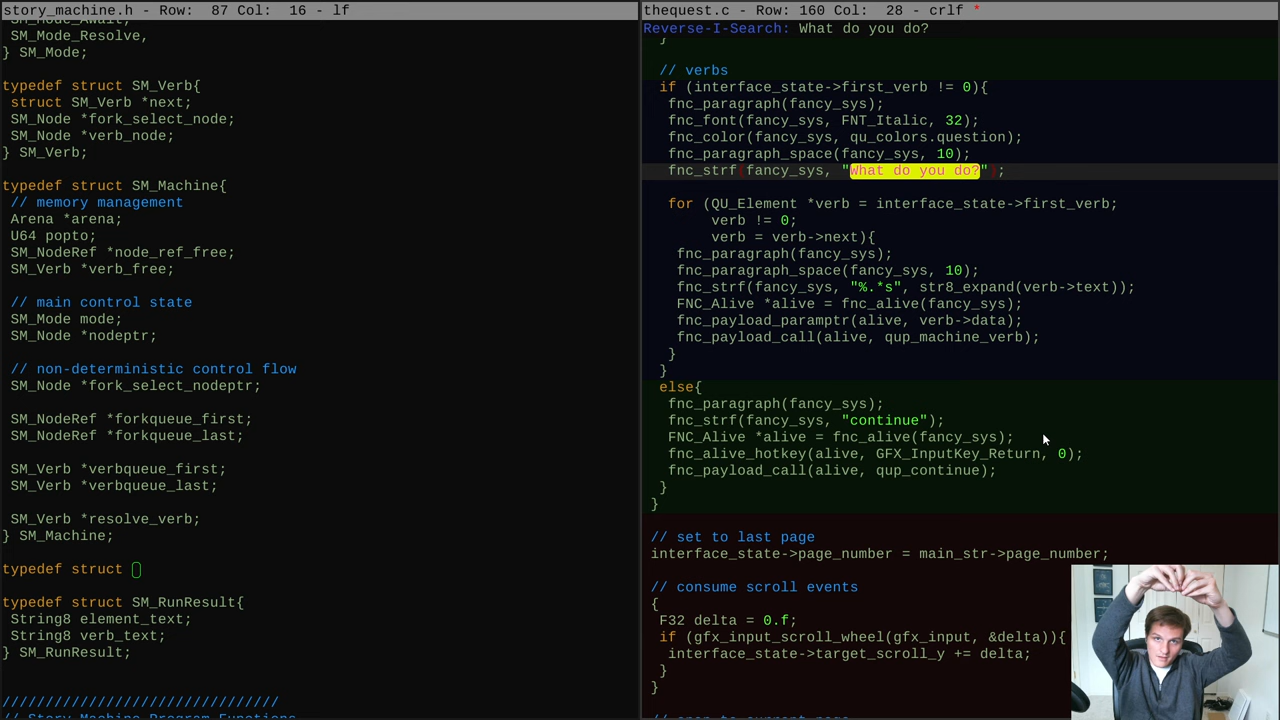 story_machine.h - Row:  87 Col:  16 - lf
SM_Mode_Await,
SM_Mode_Resolve,
} SM_Mode;
typedef struct SM_Verb{
struct SM_Verb *next;
SM_Node *fork_select_node;
SM_Node *verb_node;
} SM_Verb;
typedef struct SM_Machine{
// memory management
Arena *arena;
U64 popto;
SM_NodeRef *node_ref_free;
SM_Verb *verb_free;
// main control state
SM_Mode mode;
SM_Node *nodeptr;
// non-deterministic control flow
SM_Node *fork_select_nodeptr;
SM_NodeRef *forkqueue_first;
SM_NodeRef *forkqueue_last;
SM_Verb *verbqueue_first;
SM_Verb *verbqueue_last;
SM_Verb *resolve_verb;
} SM_Machine;
typedef struct
typedef struct SM_RunResult{
String8 element_text;
String8 verb_text;
} SM_RunResult;
////////////////////////////////
// Story Machine Program Functions
thequest.c - Row: 160 Col:  28 - crlf *
Reverse-I-Search: What do you do?
}
// verbs
if (interface_state->first_verb != 0){
fnc_paragraph(fancy_sys);
fnc_font(fancy_sys, FNT_Italic, 32);
fnc_color(fancy_sys, qu_colors.question);
fnc_paragraph_space(fancy_sys, 10);
fnc_strf(fancy_sys, "What do you do?");
for (QU_Element *verb = interface_state->first_verb;
verb != 0;
verb = verb->next){
fnc_paragraph(fancy_sys);
fnc_paragraph_space(fancy_sys, 10);
fnc_strf(fancy_sys, "%.*s", str8_expand(verb->text));
FNC_Alive *alive = fnc_alive(fancy_sys);
fnc_payload_paramptr(alive, verb->data);
fnc_payload_call(alive, qup_machine_verb);
}
}
else{
fnc_paragraph(fancy_sys);
fnc_strf(fancy_sys, "continue");
FNC_Alive *alive = fnc_alive(fancy_sys);
fnc_alive_hotkey(alive, GFX_InputKey_Return, 0);
fnc_payload_call(alive, qup_continue);
}
}
// set to last page
interface_state->page_number = main_str->page_number;
// consume scroll events
{
F32 delta = 0.f;
if (gfx_input_scroll_wheel(gfx_input, &delta)){
interface_state->target_scroll_y += delta;
}
}